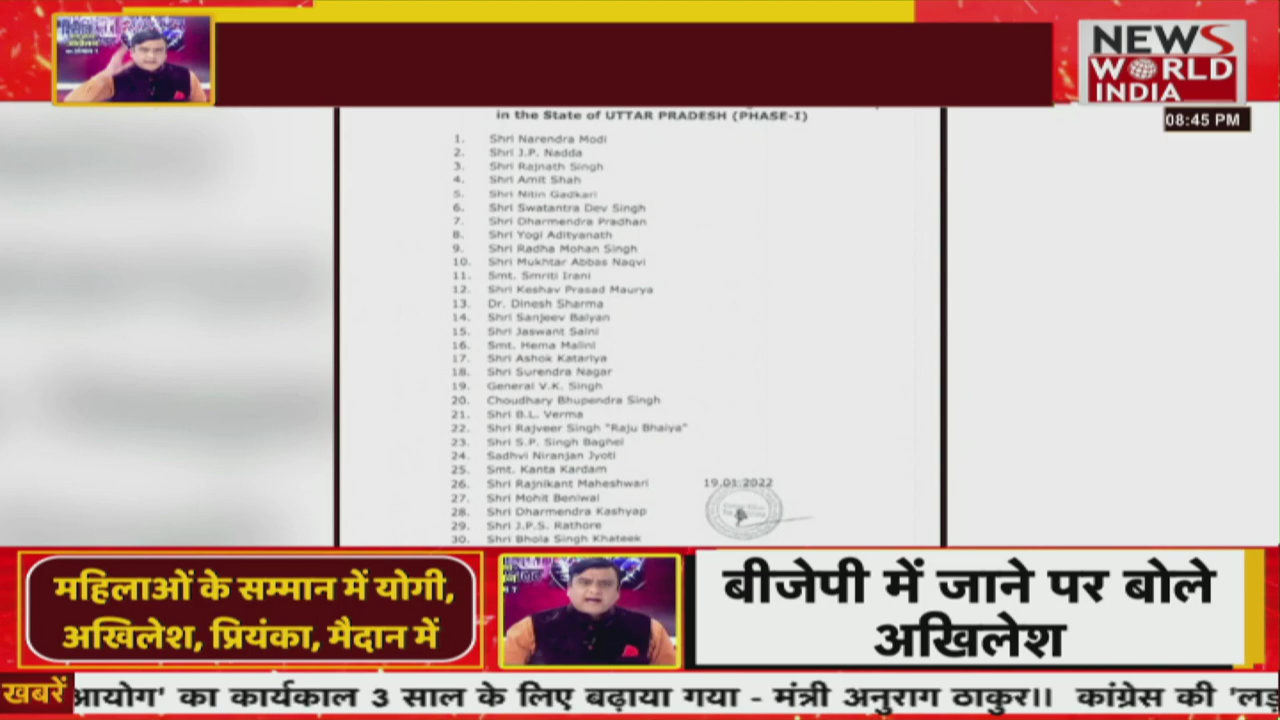 NEWS
WORLD
INDIA
08:45 PM
in the State of UTTAR PRADESH (PHASE-I)
1. Shri Narendra Modi
2. Shri J.P. Nadda
3. Shri Rajnath Singh
4. Shri Amit Shah
5. Shri Nitin Gadkari
6. Shri Swatantra Dev Singh
7. Shri Dharmendra Pradhan
8. Shri Yogi Adityanath
9. Shri Radha Mohan Singh
10. Shri Mukhtar Abbas Naqvi
11. Smt. Smriti Irani
12. Shri Keshav Prasad Maurya
13. Dr. Dinesh Sharma
14. Shri Sanjeev Balyan
15. Shri Jaswant Saini
16. Smt. Hema Malini
17. Shri Ashok Katariya
18. Shri Surendra Nagar
19. General V.K. Singh
20. Choudhary Bhupendra Singh
21. Shri B.L. Verma
22. Shri Rajveer Singh "Raju Bhaiya"
23. Shri S.P. Singh Baghel
24. Sadhvi Niranjan Jyoti
25. Smt. Kanta Kardam
26. Shri Rajnikant Maheshwari
27. Shri Mohit Beniwal
28. Shri Dharmendra Kashyap
29. Shri J.P.S. Rathore
30. Shri Bhola Singh Khateek
19.01.2022
महिलाओं के सम्मान में योगी,
अखिलेश, प्रियंका, मैदान में
बीजेपी में जाने पर बोले
अखिलेश
खबरें
आयोग' का कार्यकाल 3 साल के लिए बढ़ाया गया - मंत्री अनुराग ठाकुर।। कांग्रेस की 'लड़